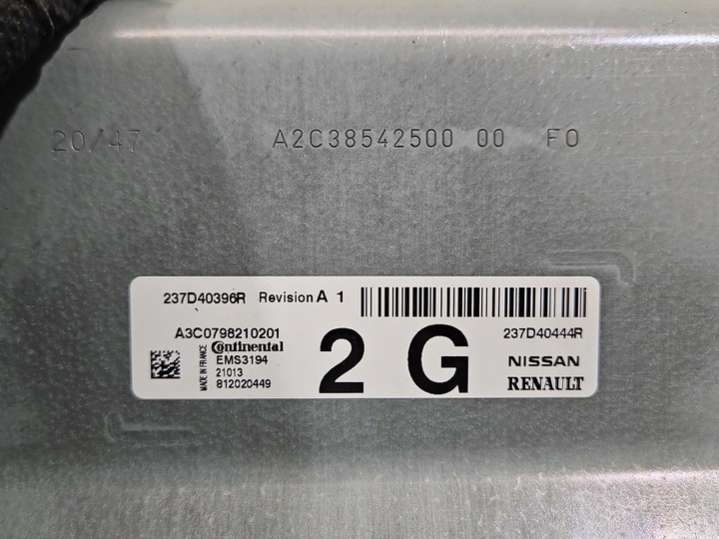 20/47 A2C38542500 00 F0
237D40396R Revision A 1
A3C0798210201 237D40444R
MADE IN FRANCE
Continental
EMS3194
21013
812020449
2 G
NISSAN
RENAULT